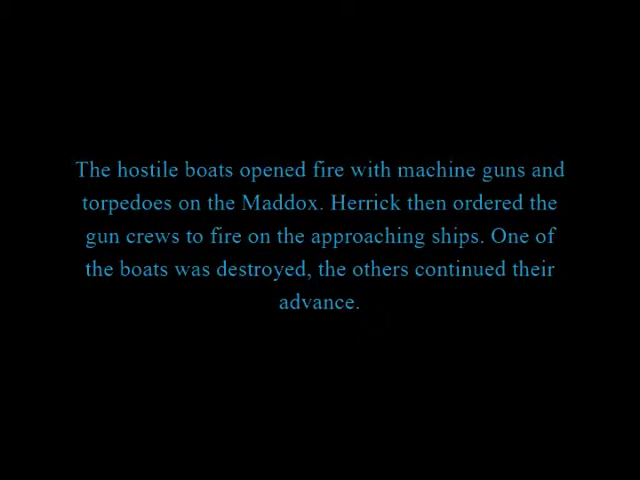 The hostile boats opened fire with machine guns and
torpedoes on the Maddox. Herrick then ordered the
gun crews to fire on the approaching ships. One of
the boats was destroyed, the others continued their
advance.